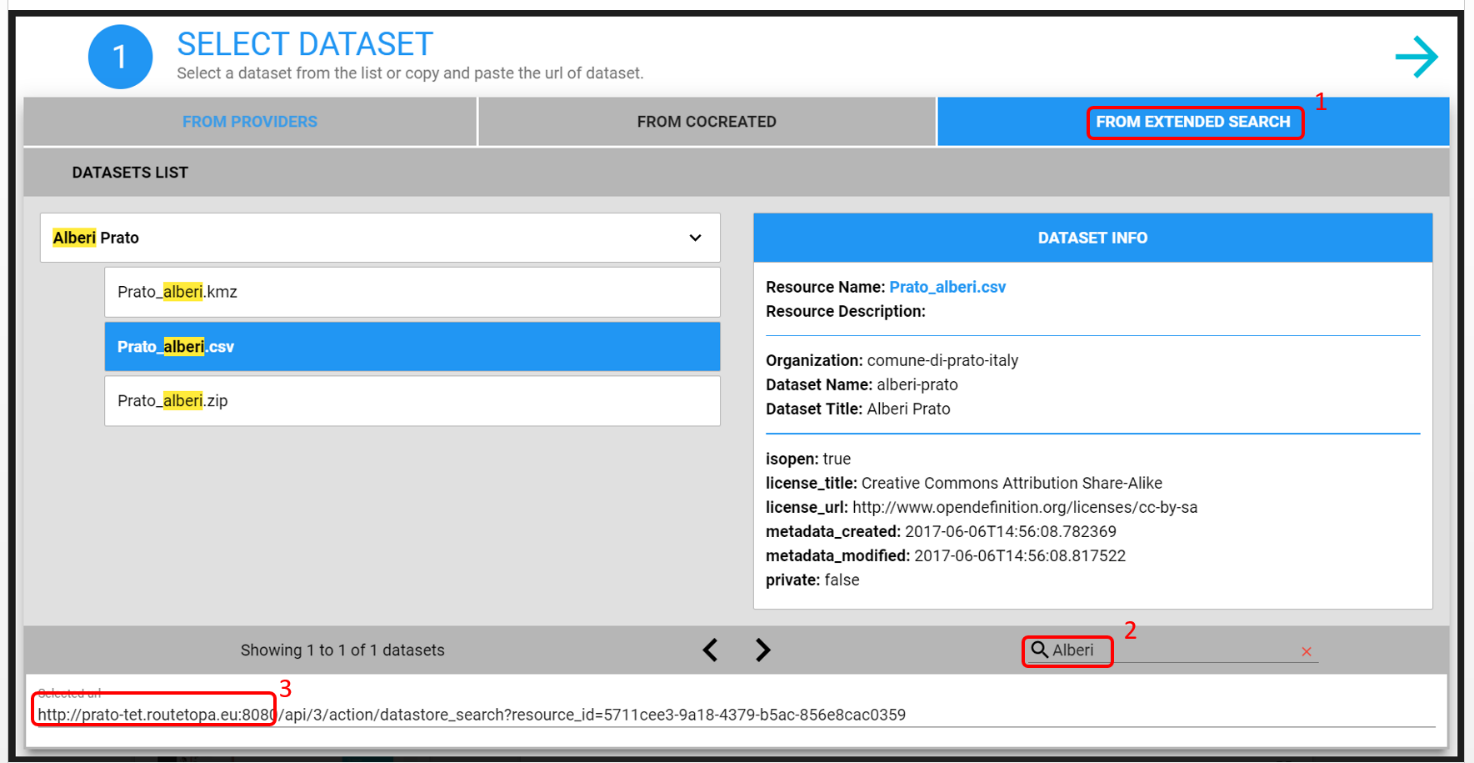 1
SELECT DATASET
Select a dataset from the list or copy and paste the url of dataset.
FROM PROVIDERS
FROM COCREATED
FROM EXTENDED SEARCH
1
DATASETS LIST
Alberi Prato
Prato_alberi.kmz
Prato_alberi.csv
Prato_alberi.zip
DATASET INFO
Resource Name: Prato_alberi.csv
Resource Description:
Organization: comune-di-prato-italy
Dataset Name: alberi-prato
Dataset Title: Alberi Prato
isopen: true
license_title: Creative Commons Attribution Share-Alike
license_url: http://www.opendefinition.org/licenses/cc-by-sa
metadata_created: 2017-06-06T14:56:08.782369
metadata_modified: 2017-06-06T14:56:08.817522
private: false
Showing 1 to 1 of 1 datasets
Alberi
2
Selected url
3
http://prato-tet.routetopa.eu:8080/api/3/action/datastore_search?resource_id=5711cee3-9a18-4379-b5ac-856e8cac0359